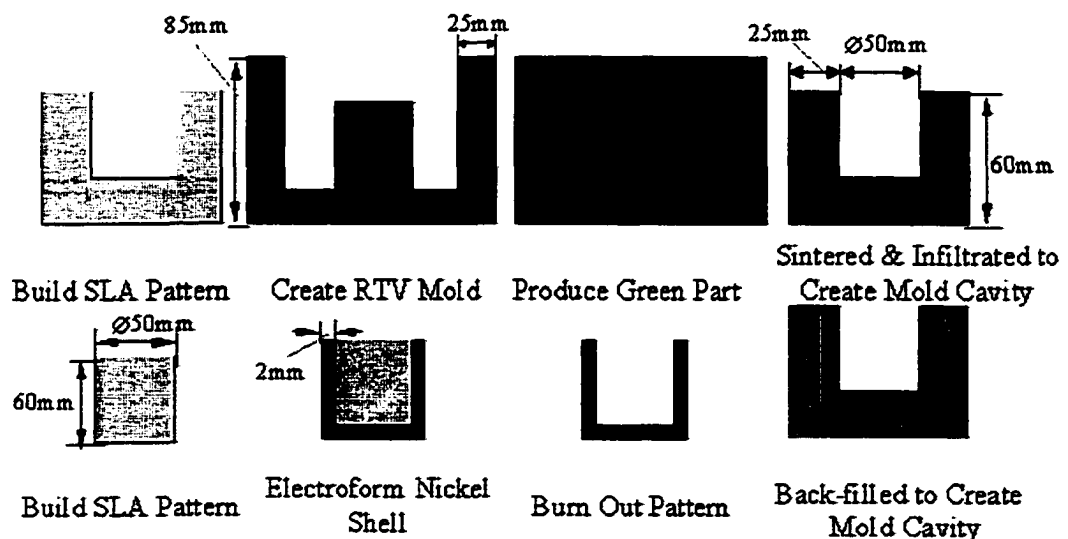 85mm
25mm
25mm
Ø50mm
60mm
Build SLA Pattern
Create RTV Mold
Produce Green Part
Sintered & Infiltrated to
Create Mold Cavity
Ø50mm
60mm
2mm
Build SLA Pattern
Electroform Nickel
Shell
Burn Out Pattern
Back-filled to Create
Mold Cavity